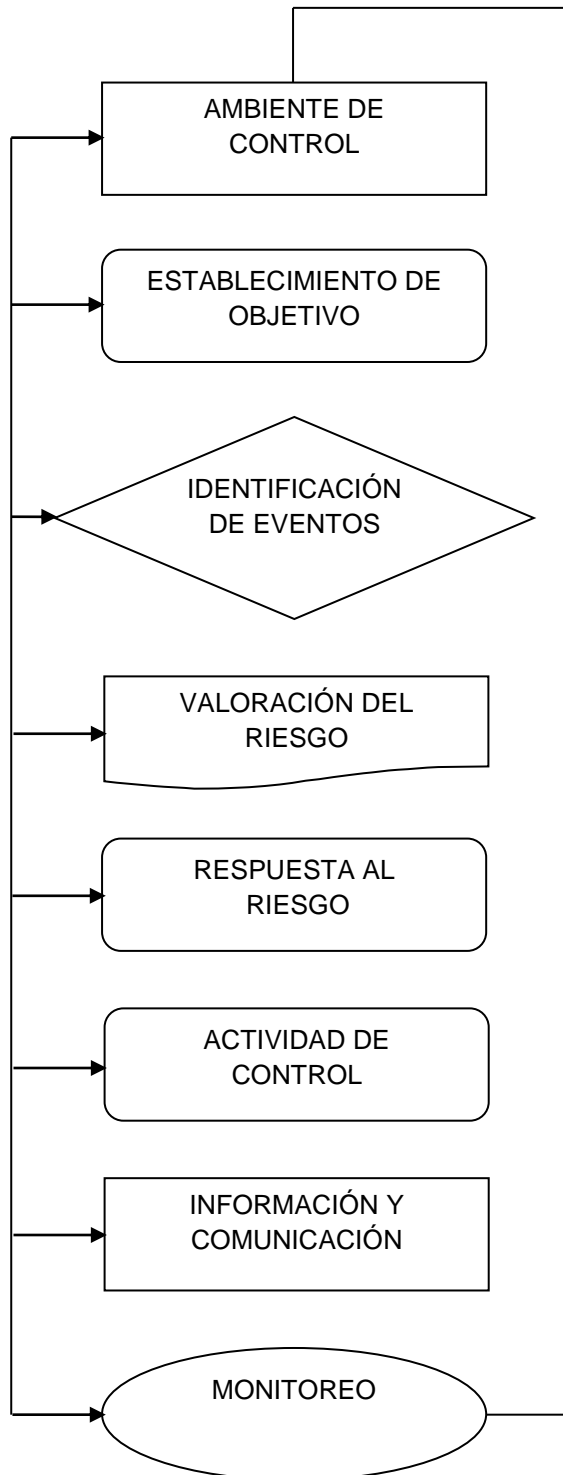 AMBIENTE DE
CONTROL
ESTABLECIMIENTO DE
OBJETIVO
IDENTIFICACIÓN
DE EVENTOS
VALORACIÓN DEL
RIESGO
RESPUESTA AL
RIESGO
ACTIVIDAD DE
CONTROL
INFORMACIÓN Y
COMUNICACIÓN
MONITOREO